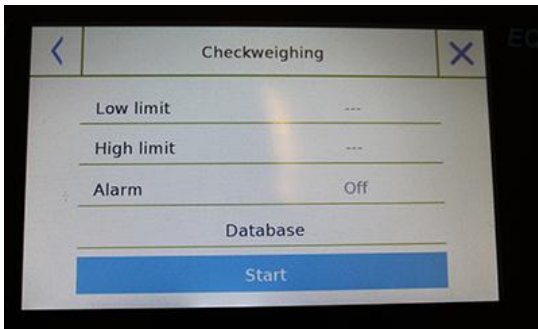 Checkweighing
Low limit ---
High limit ---
Alarm Off
Database
Start